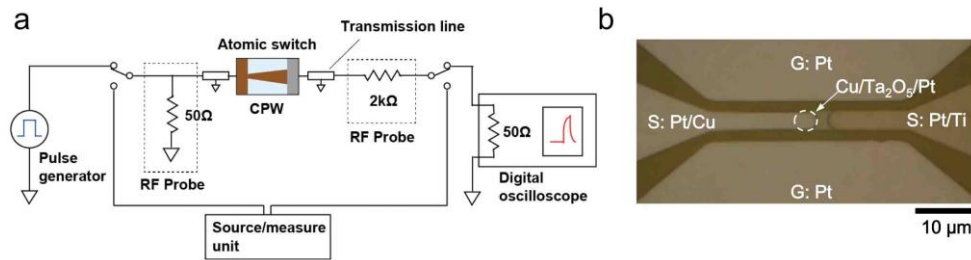 a
Transmission line
Atomic switch
CPW
50Ω
2kΩ
50Ω
Pulse
generator
RF Probe
RF Probe
Digital
oscilloscope
Source/measure
unit
b
G: Pt
Cu/Ta₂O₅/Pt
S: Pt/Cu
S: Pt/Ti
G: Pt
10 µm